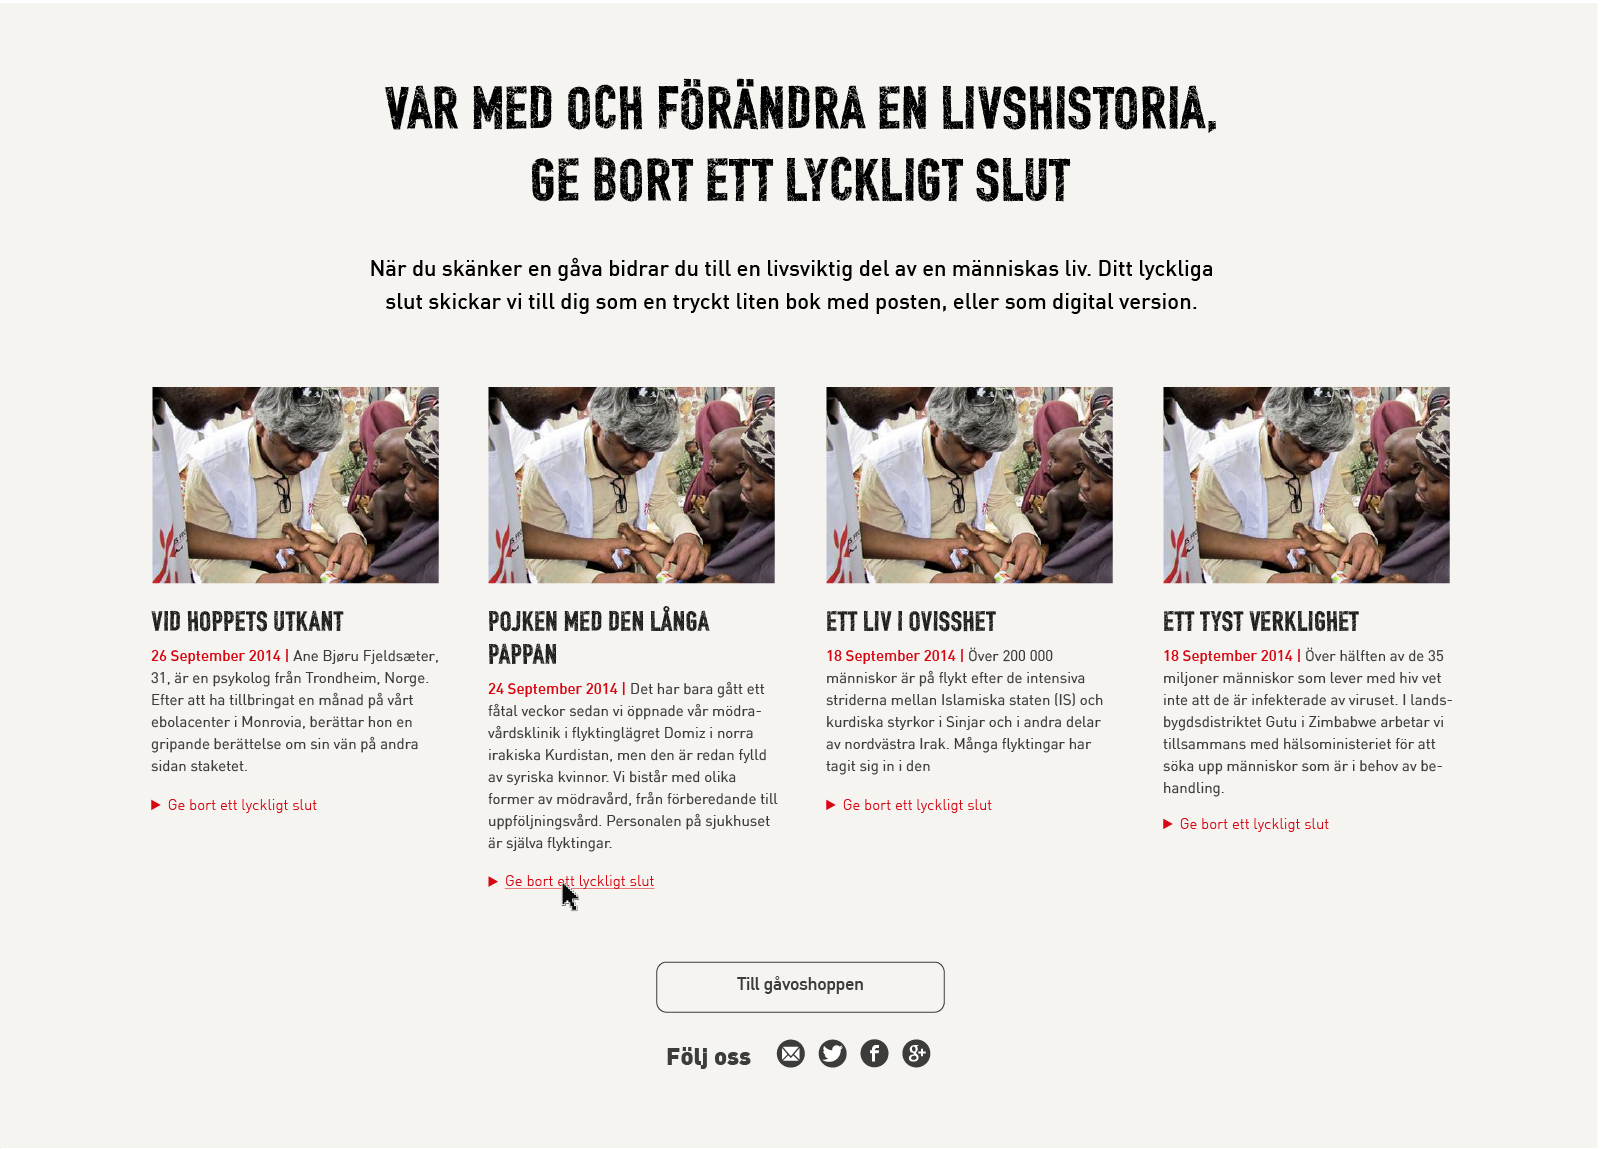 VAR MED OCH FÖRÄNDRA EN LIVSHISTORIA,
GE BORT ETT LYCKLIGT SLUT
När du skänker en gåva bidrar du till en livsviktig del av en människas liv. Ditt lyckliga
slut skickar vi till dig som en tryckt liten bok med posten, eller som digital version.
VID HOPPETS UTKANT
26 September 2014 | Ane Bjøru Fjeldsæter,
31, är en psykolog från Trondheim, Norge.
Efter att ha tillbringat en månad på vårt
ebolacenter i Monrovia, berättar hon en
gripande berättelse om sin vän på andra
sidan staketet.
Ge bort ett lyckligt slut
POJKEN MED DEN LÅNGA
PAPPAN
24 September 2014 | Det har bara gått ett
fåtal veckor sedan vi öppnade vår mödra-
vårdsklinik i flyktinglägret Domiz i norra
irakiska Kurdistan, men den är redan fylld
av syriska kvinnor. Vi bistår med olika
former av mödravård, från förberedande till
uppföljningsvård. Personalen på sjukhuset
är själva flyktingar.
Ge bort ett lyckligt slut
ETT LIV I OVISSHET
18 September 2014 | Över 200 000
människor är på flykt efter de intensiva
striderna mellan Islamiska staten (IS) och
kurdiska styrkor i Sinjar och i andra delar
av nordvästra Irak. Många flyktingar har
tagit sig in i den
Ge bort ett lyckligt slut
ETT TYST VERKLIGHET
18 September 2014 | Över hälften av de 35
miljoner människor som lever med hiv vet
inte att de är infekterade av viruset. I lands-
bygdsdistriktet Gutu i Zimbabwe arbetar vi
tillsammans med hälsoministeriet för att
söka upp människor som är i behov av be-
handling.
Ge bort ett lyckligt slut
Till gåvoshoppen
Följ oss